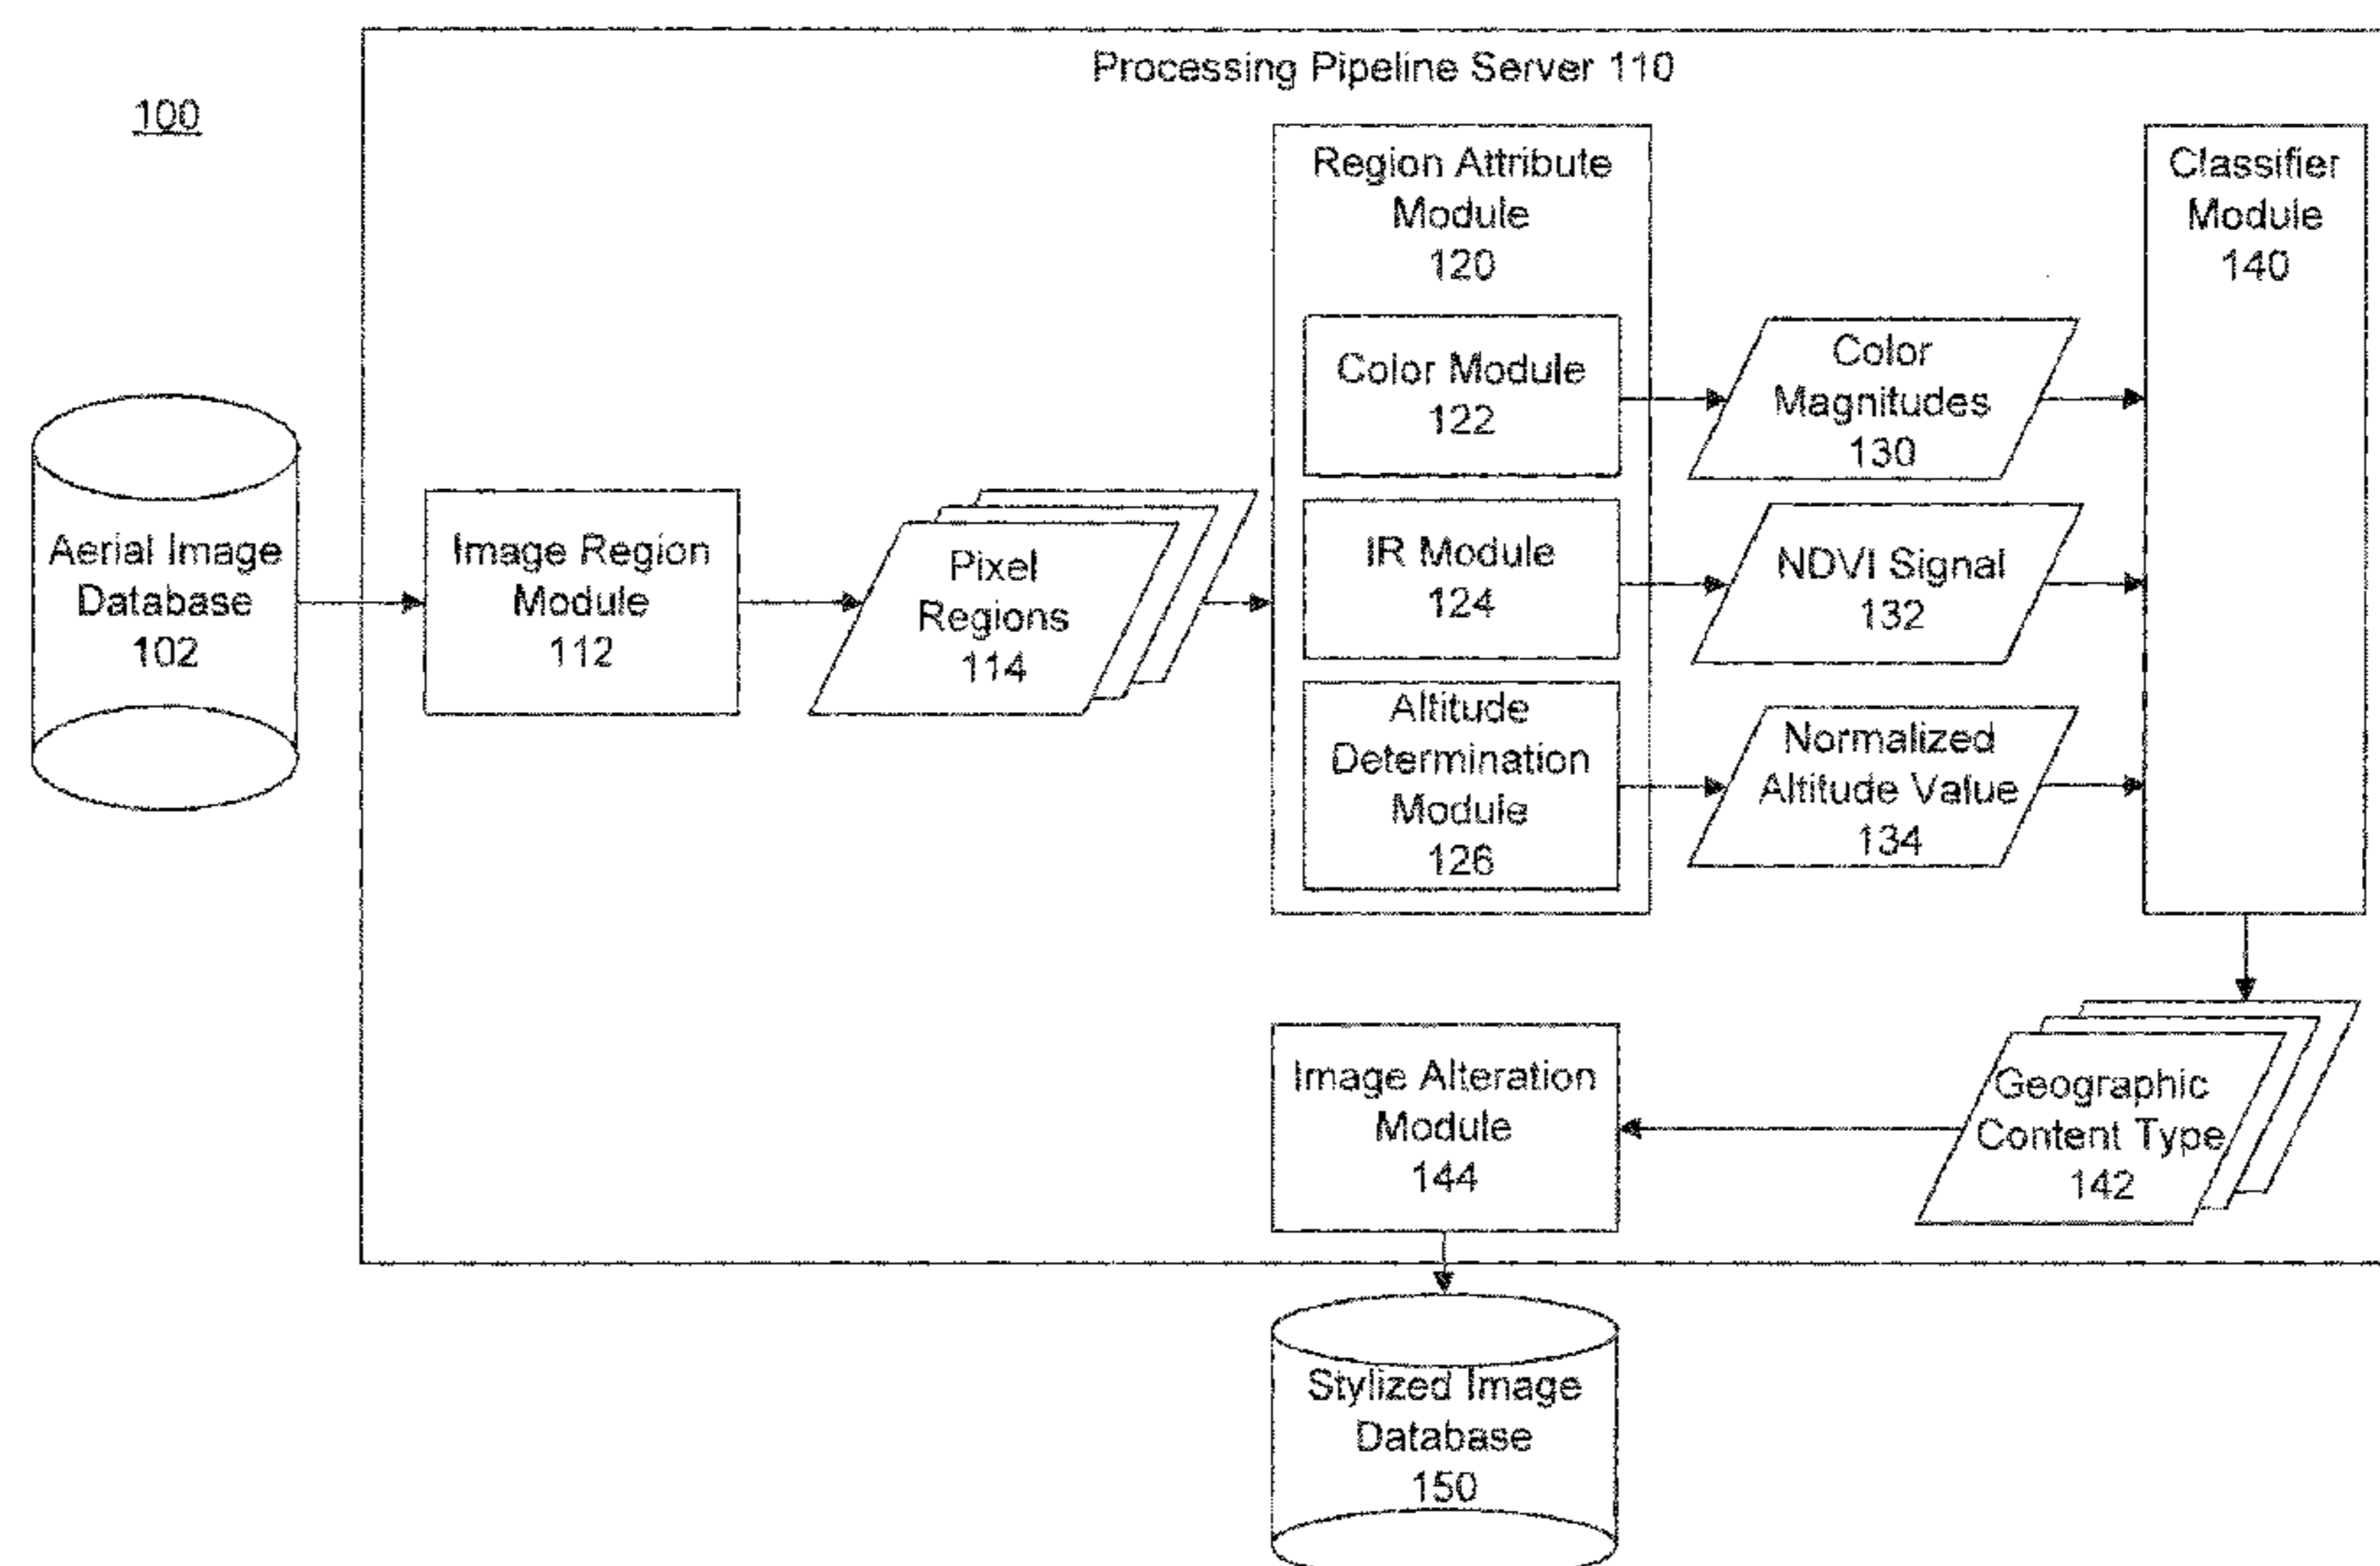 Processing Pipeline Server 110
100
Aerial Image
Database
102
Image Region
Module
112
Pixel
Regions
114
Region Attribute
Module
120
Color Module
122
IR Module
124
Altitude
Determination
Module
126
Color
Magnitudes
130
NDVI Signal
132
Normalized
Altitude Value
134
Classifier
Module
140
Geographic
Content Type
142
Image Alteration
Module
144
Stylized Image
Database
150